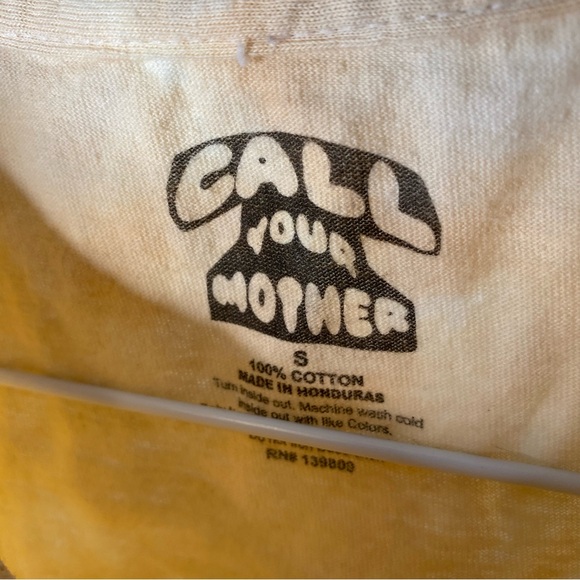 CALL
YOUR
MOTHER
S
100% COTTON
MADE IN HONDURAS
Turn inside out. Machine wash cold
inside out with like Colors.
RN# 139809